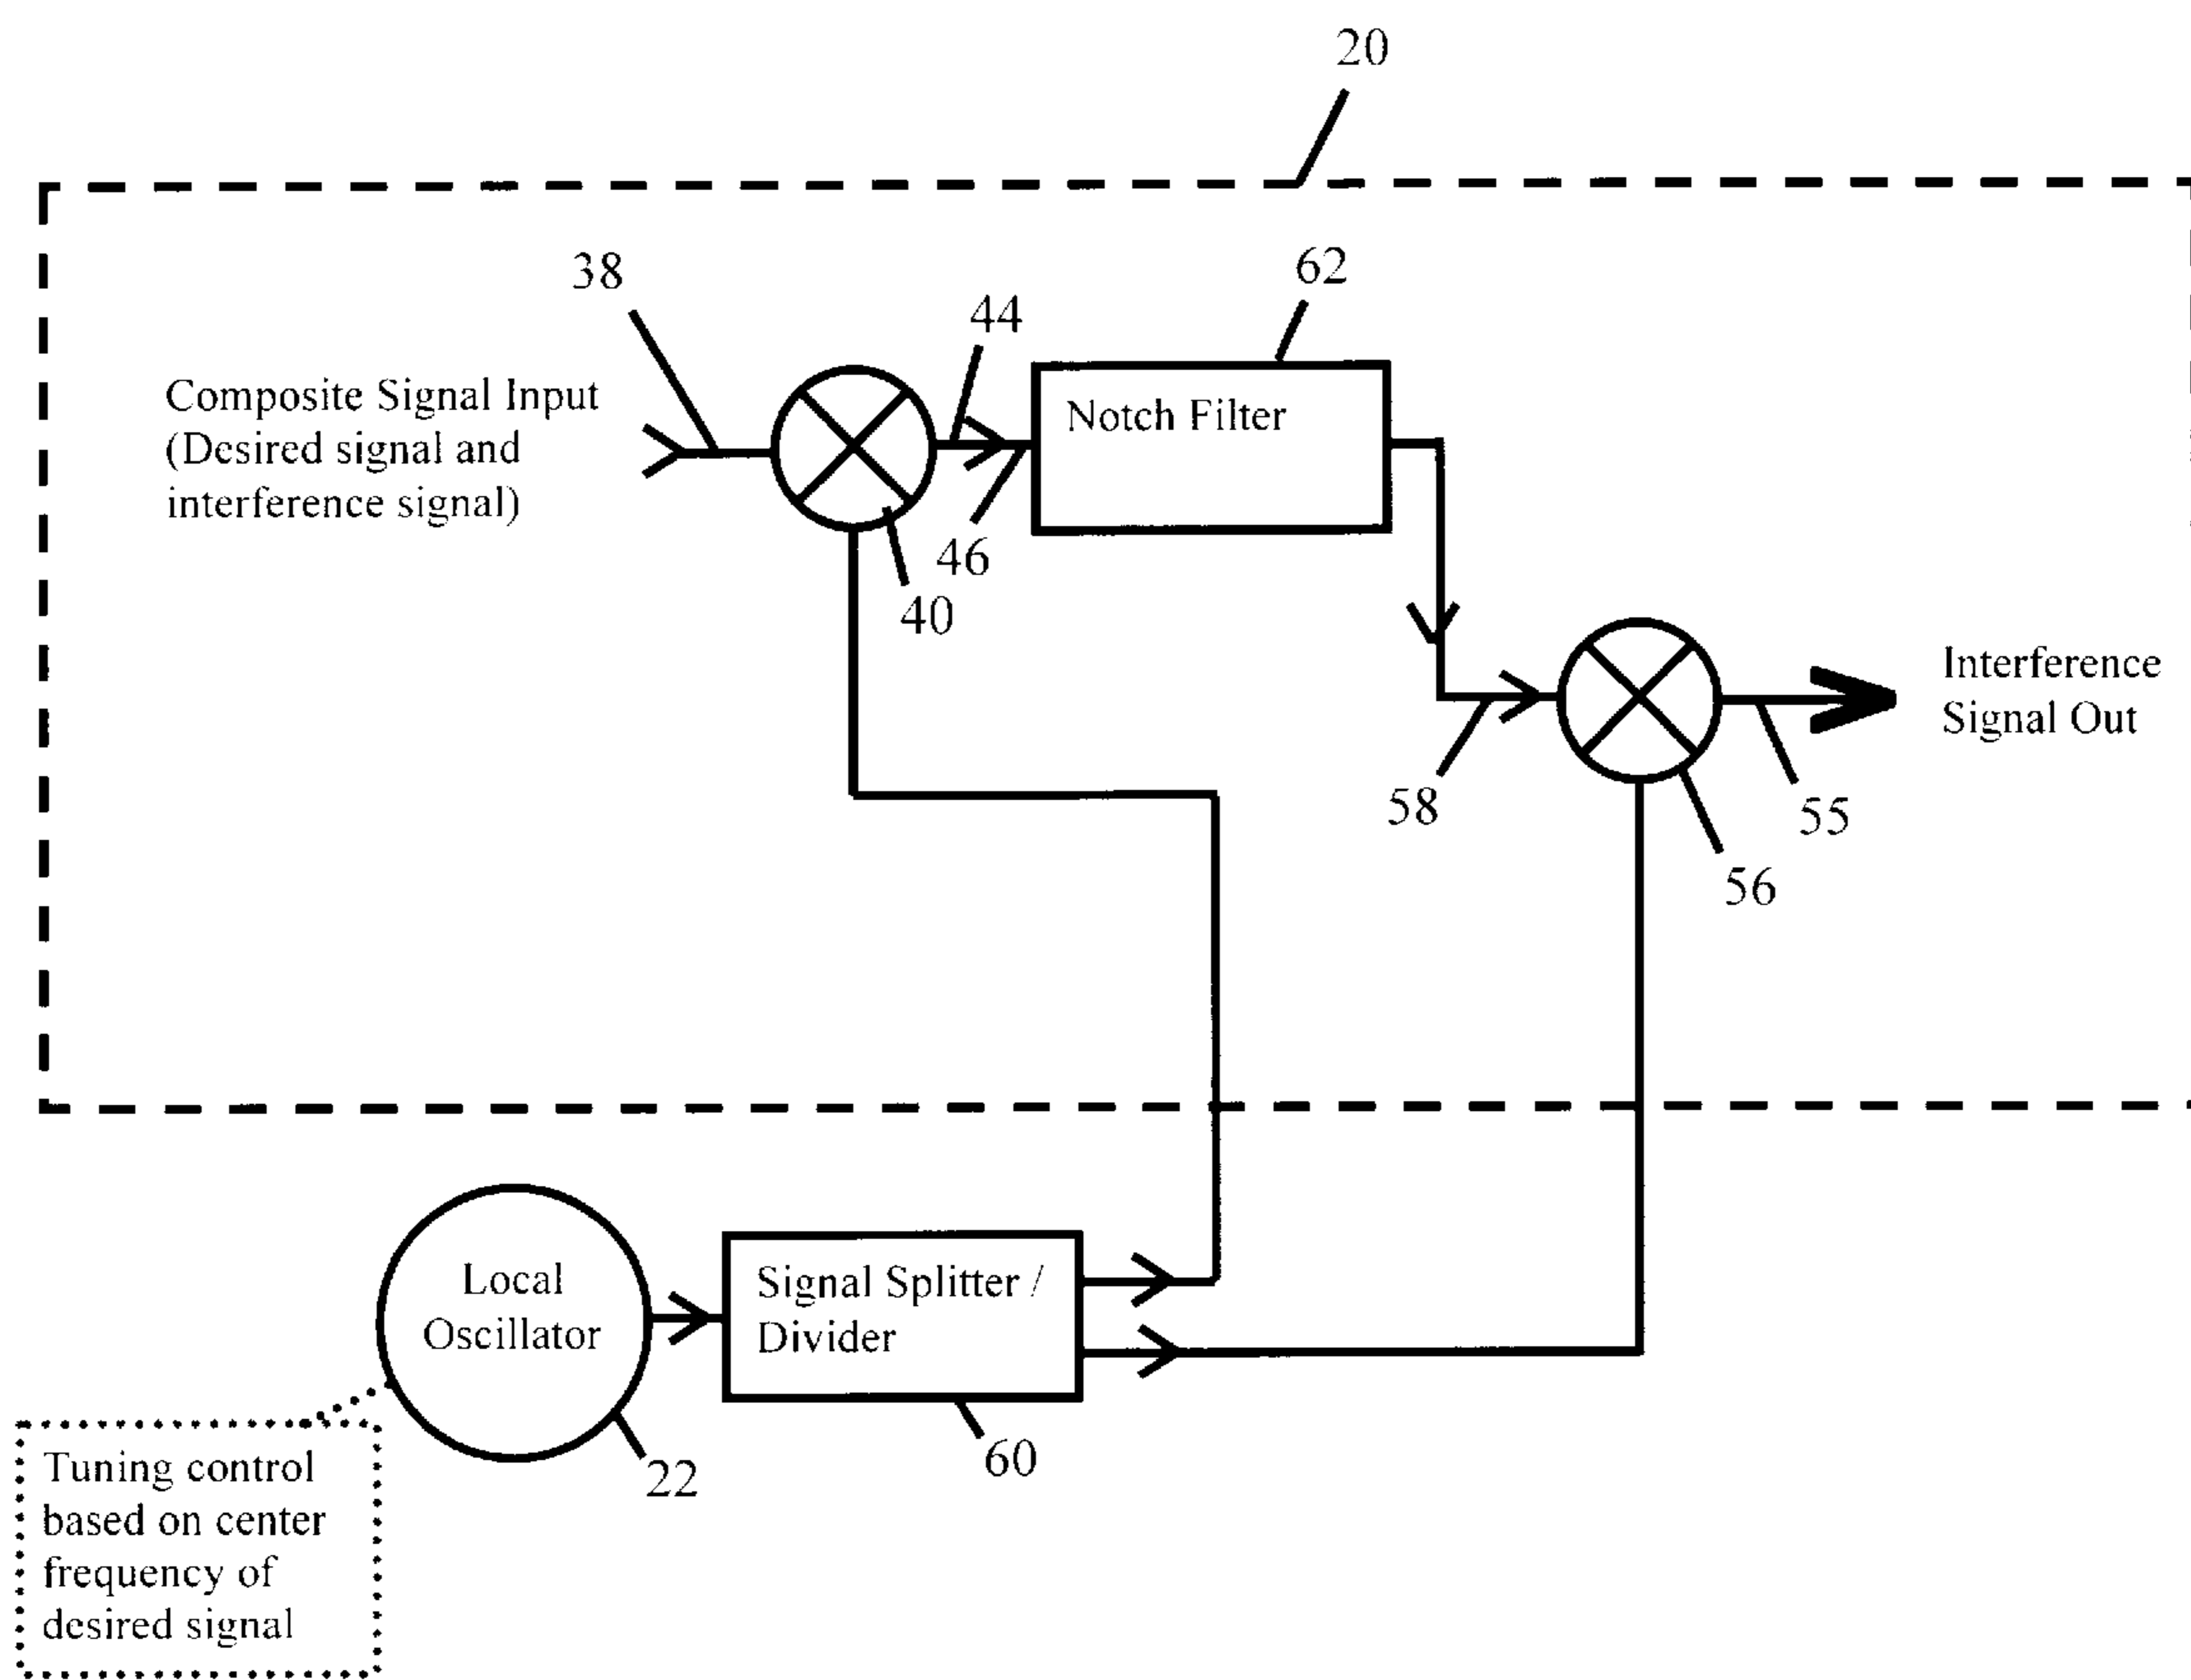 20
38
44
62
Composite Signal Input
(Desired signal and
interference signal)
Notch Filter
46
40
Interference
Signal Out
58
55
56
Local
Oscillator
Signal Splitter /
Divider
22
60
Tuning control
based on center
frequency of
desired signal